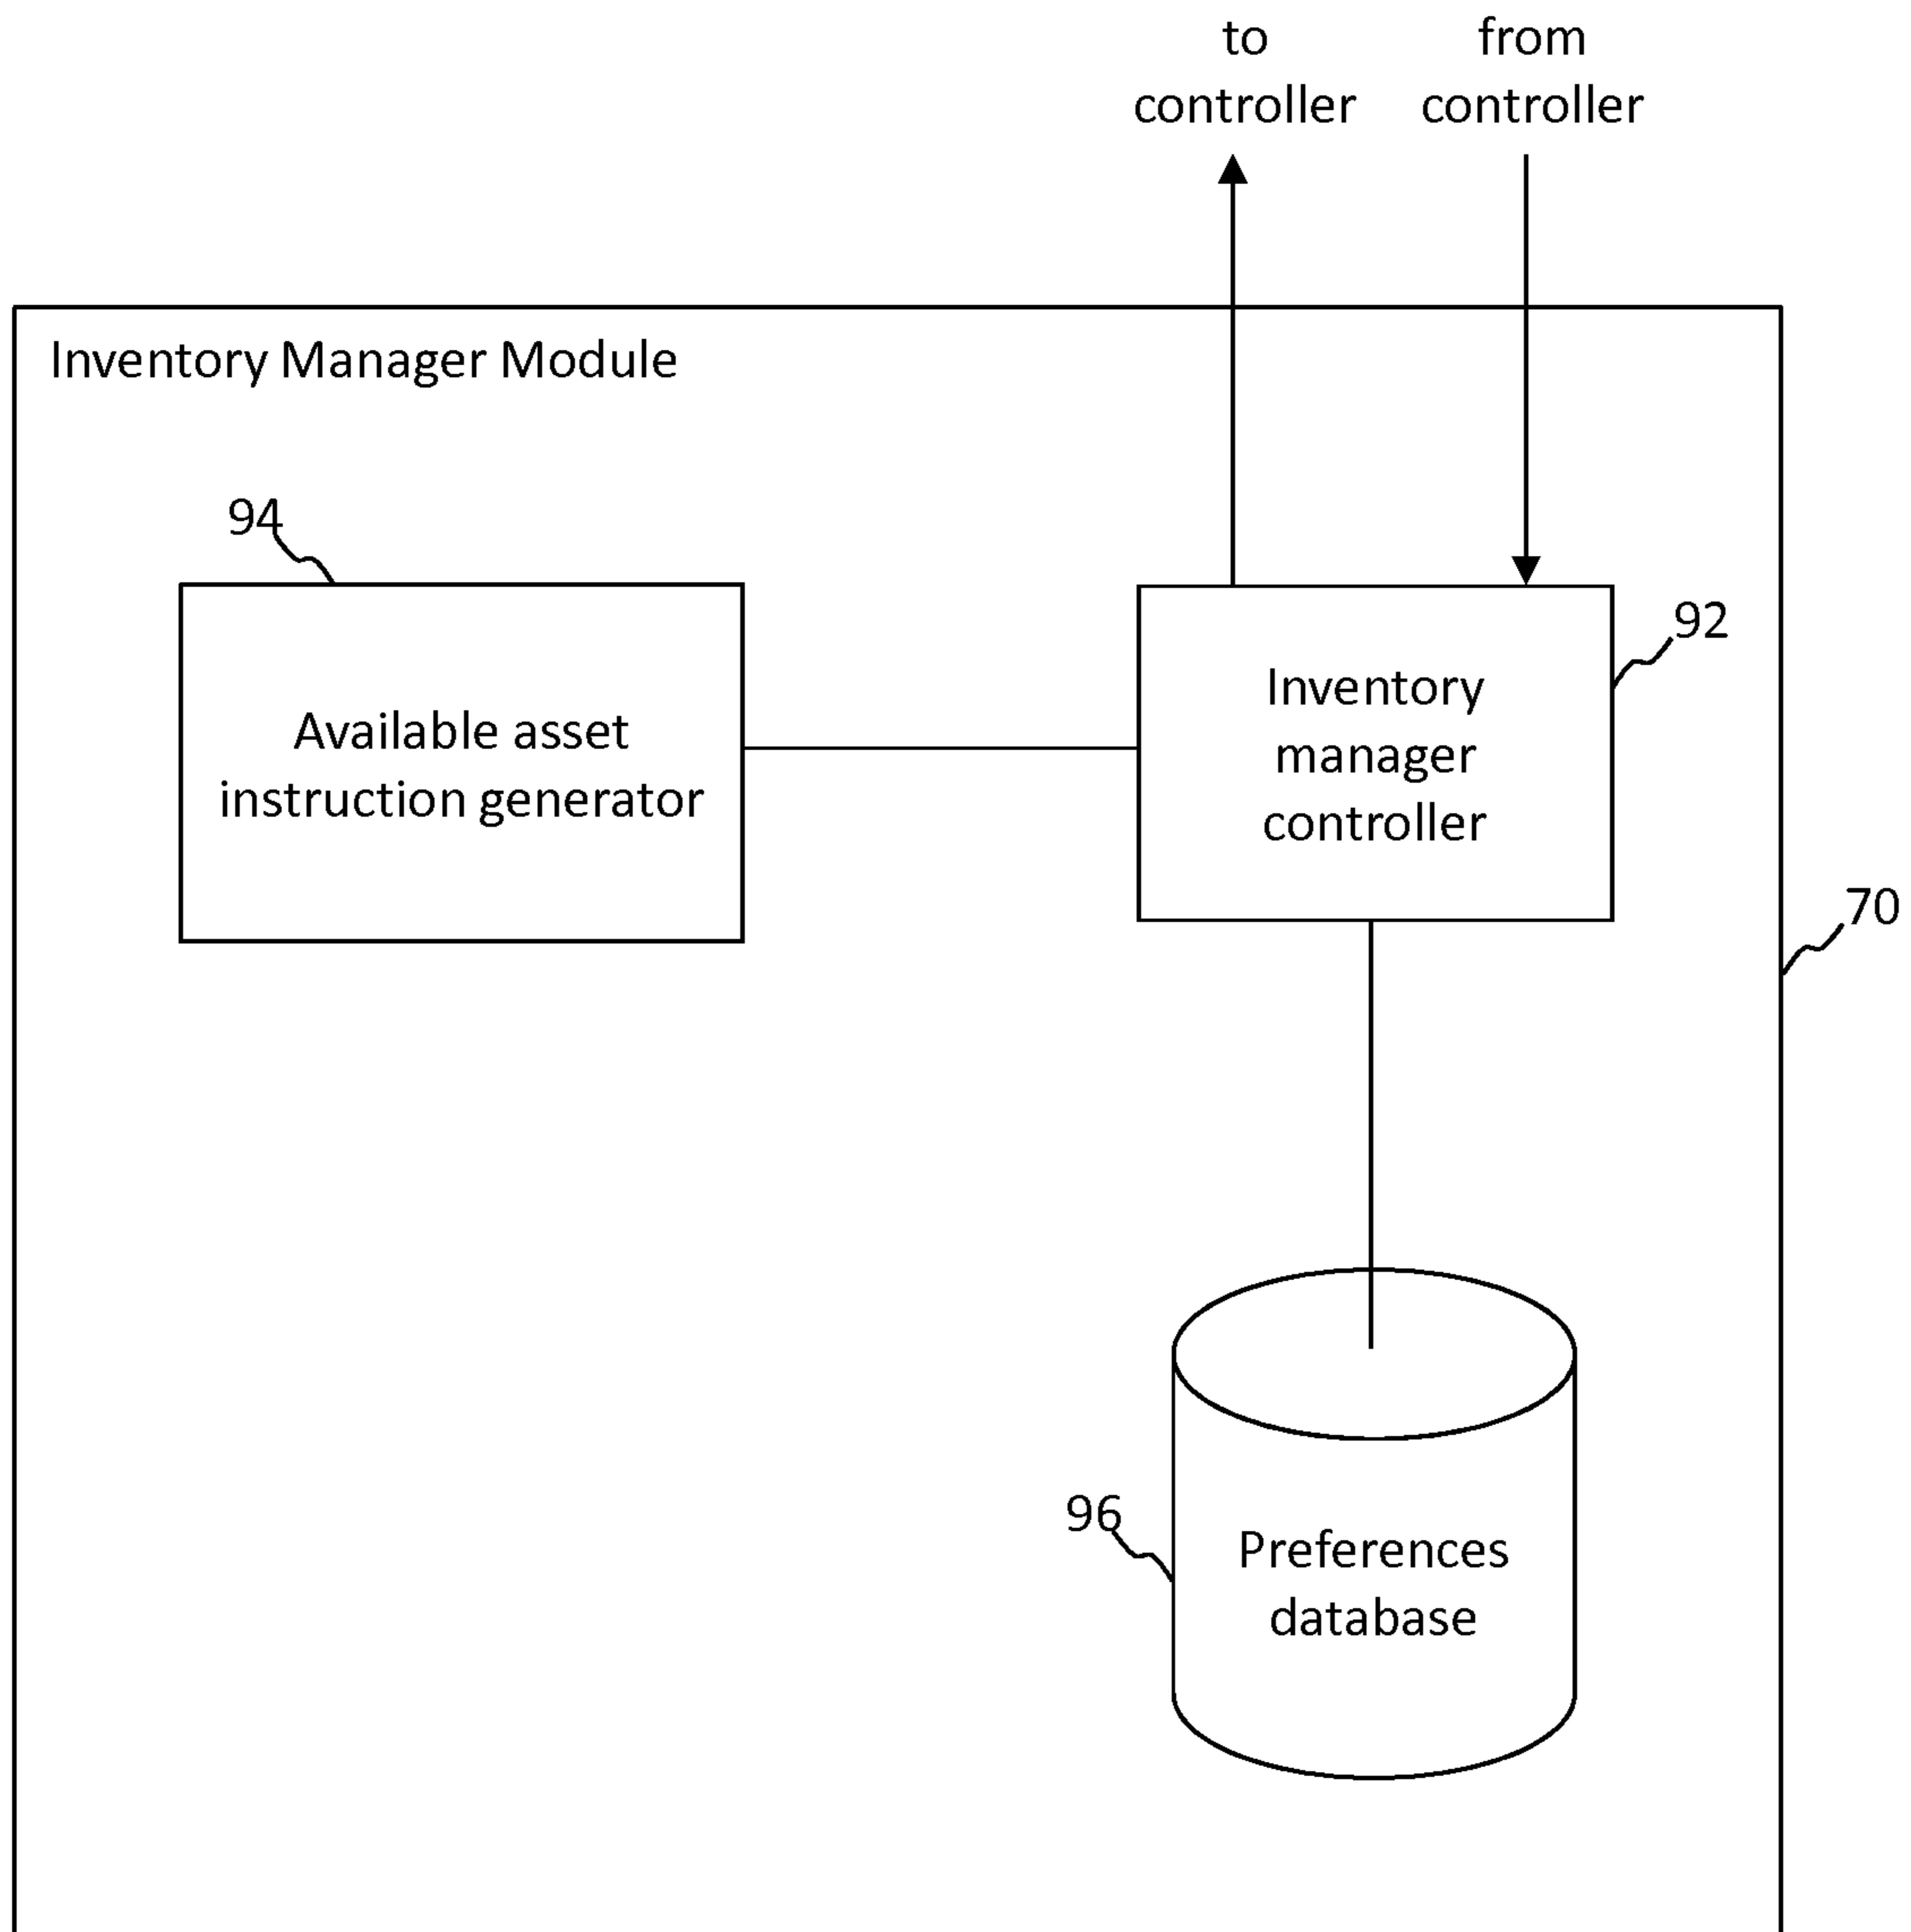 to
controller
from
controller
Inventory Manager Module
94
Available asset
instruction generator
92
Inventory
manager
controller
70
96
Preferences
database